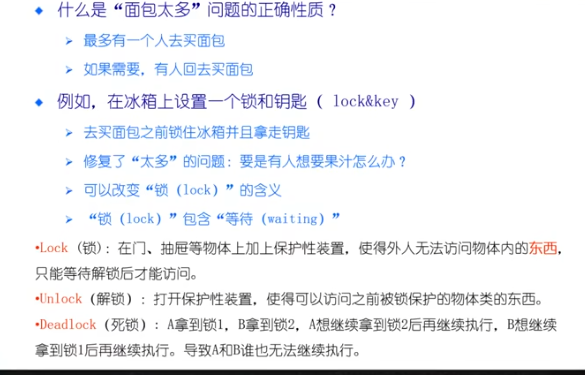 什么是“面包太多”问题的正确性质？
最多有一个人去买面包
如果需要，有人回去买面包
例如，在冰箱上设置一个锁和钥匙（ lock&key ）
去买面包之前锁住冰箱并且拿走钥匙
修复了“太多”的问题：要是有人想要果汁怎么办？
可以改变“锁（lock）”的含义
“锁（lock）”包含“等待（waiting）”
•Lock（锁）：在门、抽屉等物体上加上保护性装置，使得外人无法访问物体内的东西，
只能等待解锁后才能访问。
•Unlock（解锁）：打开保护性装置，使得可以访问之前被锁保护的物体类的东西。
•Deadlock（死锁）：A拿到锁1，B拿到锁2，A想继续拿到锁2后再继续执行，B想继续
拿到锁1后再继续执行。导致A和B谁也无法继续执行。